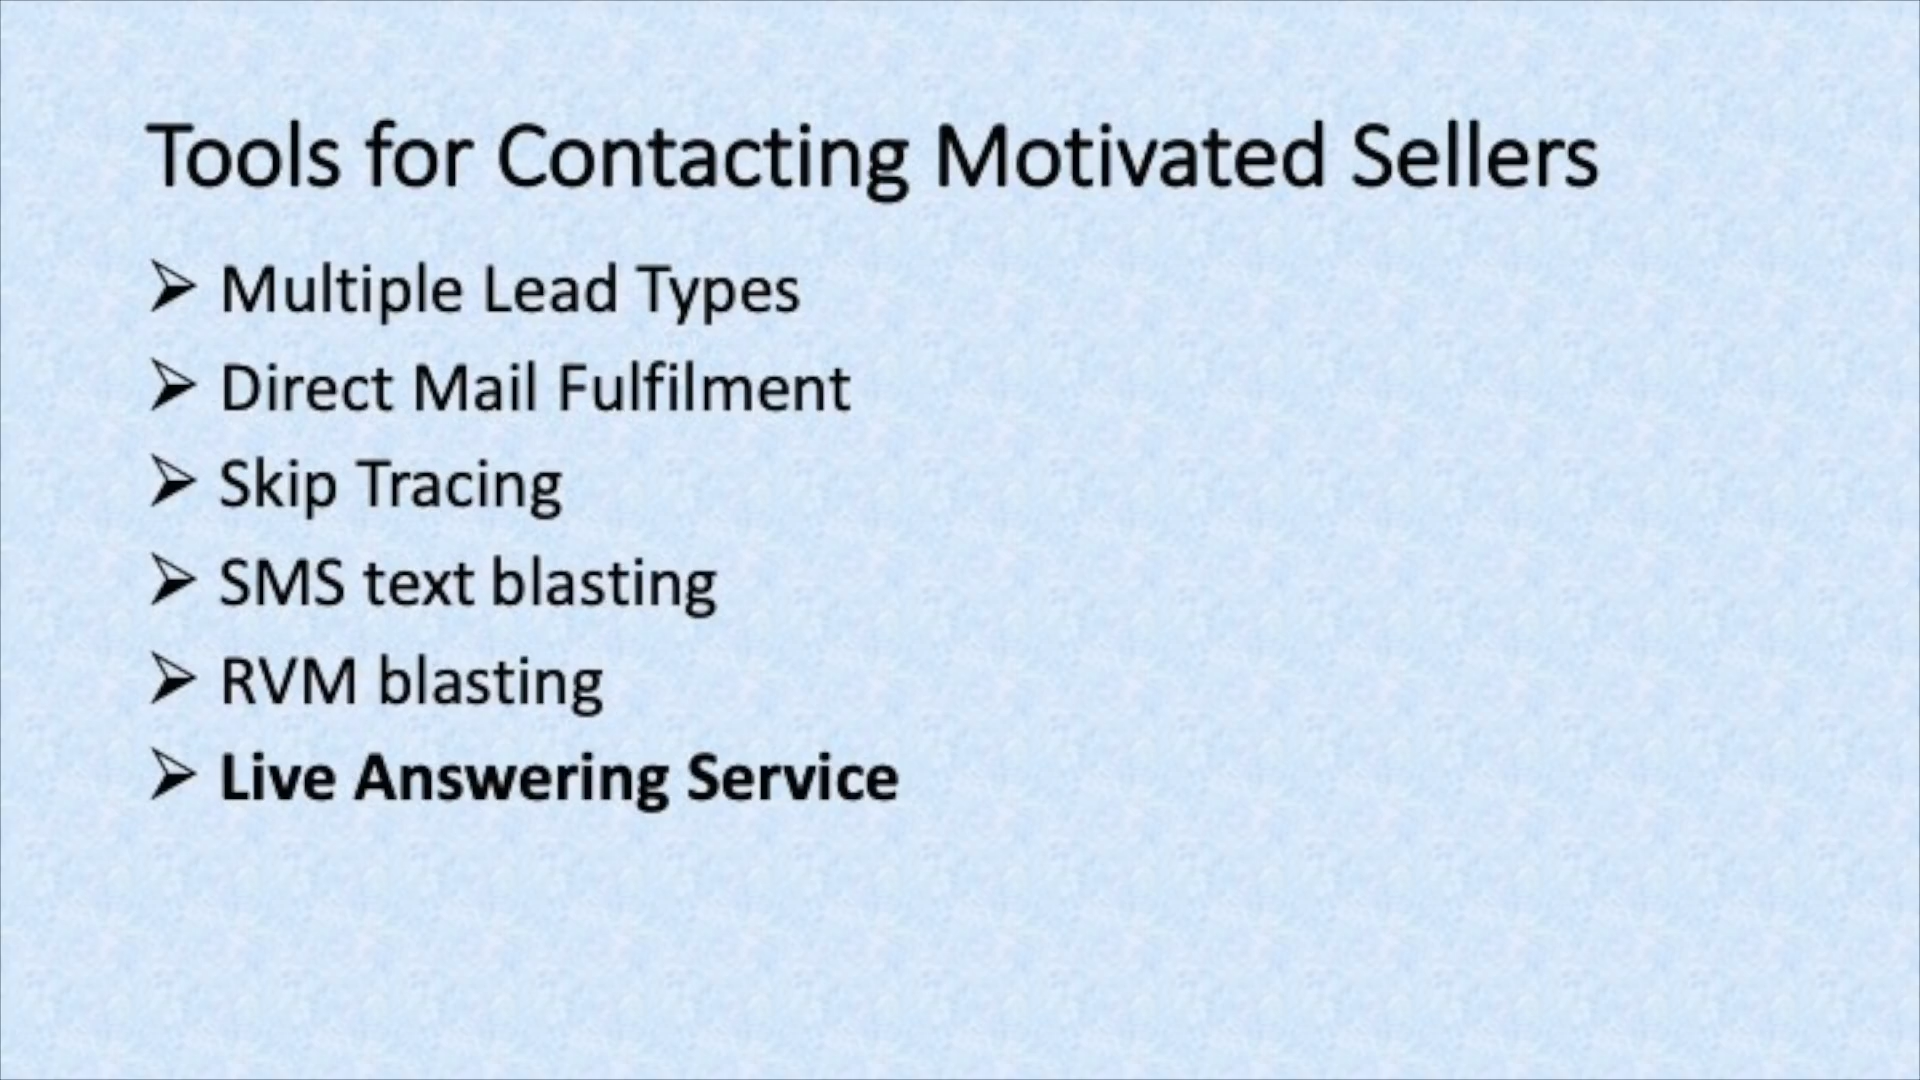 Tools for Contacting Motivated Sellers
➢ Multiple Lead Types
➢ Direct Mail Fulfilment
➢ Skip Tracing
➢ SMS text blasting
➢ RVM blasting
➢ Live Answering Service